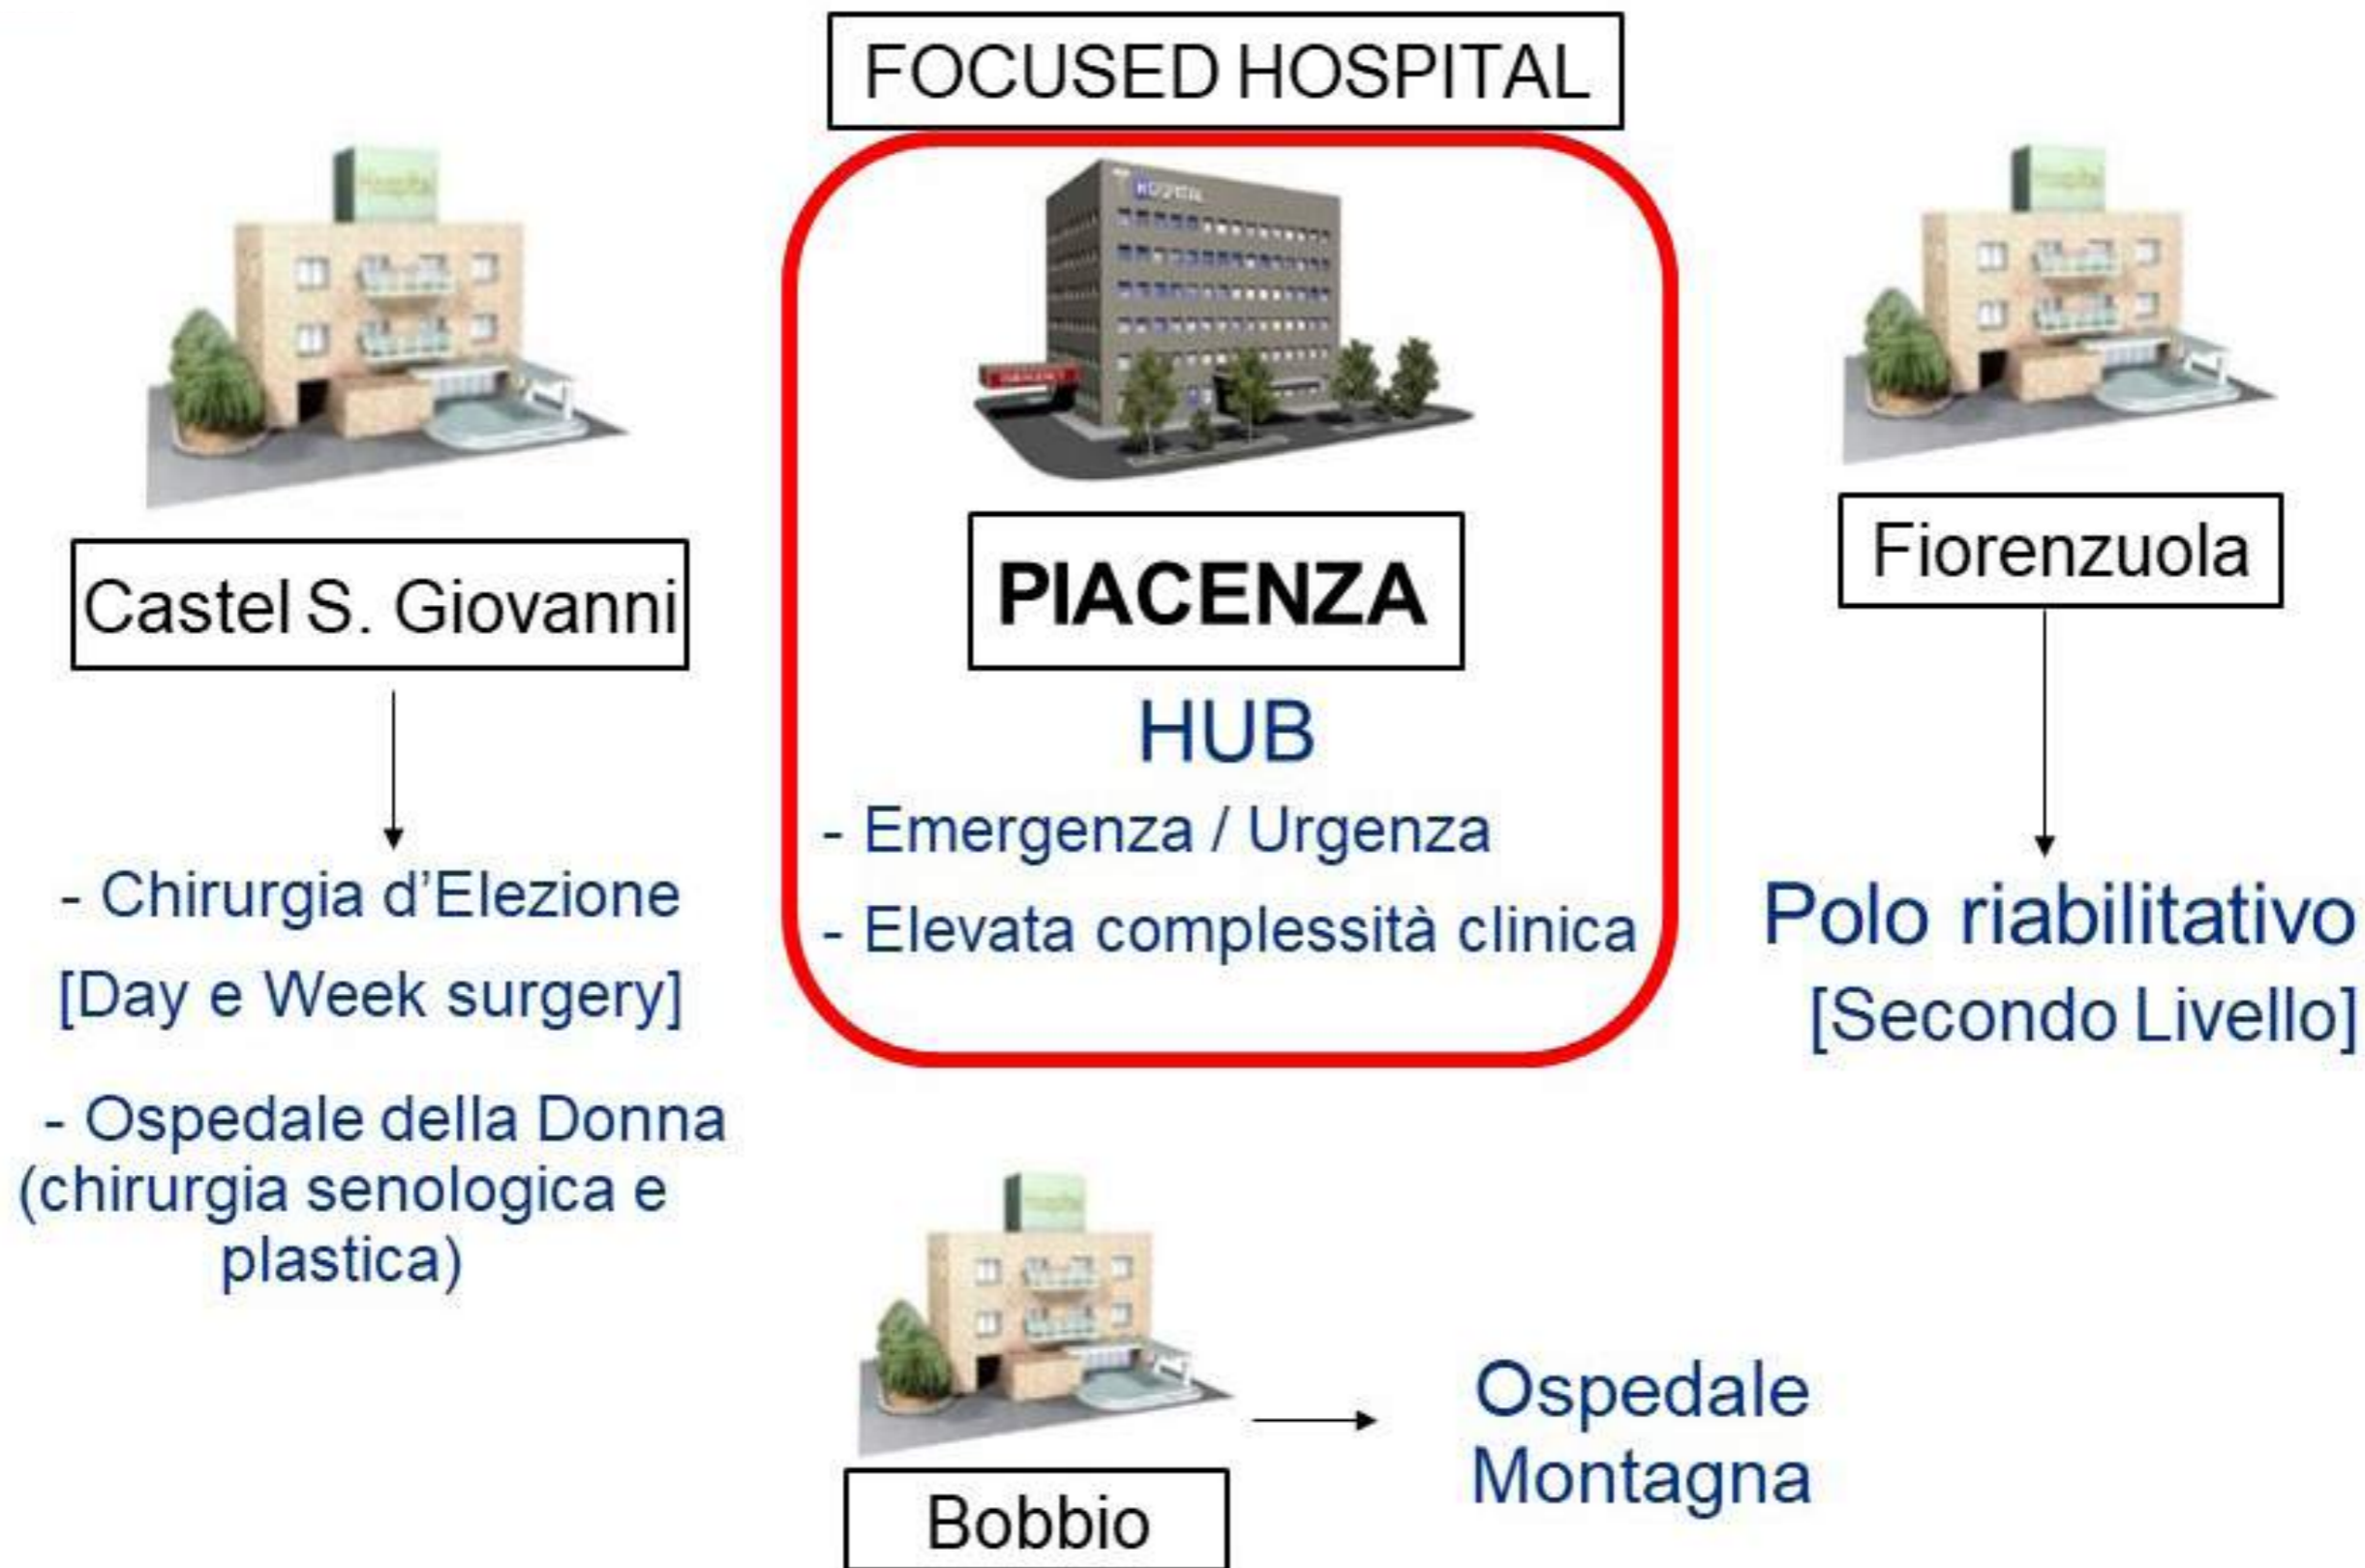 FOCUSED HOSPITAL
HOSPITAL
Castel S. Giovanni
- Chirurgia d’Elezione
[Day e Week surgery]
- Ospedale della Donna
(chirurgia senologica e
plastica)
PIACENZA
HUB
- Emergenza / Urgenza
- Elevata complessità clinica
Fiorenzuola
Polo riabilitativo
[Secondo Livello]
Bobbio
Ospedale
Montagna